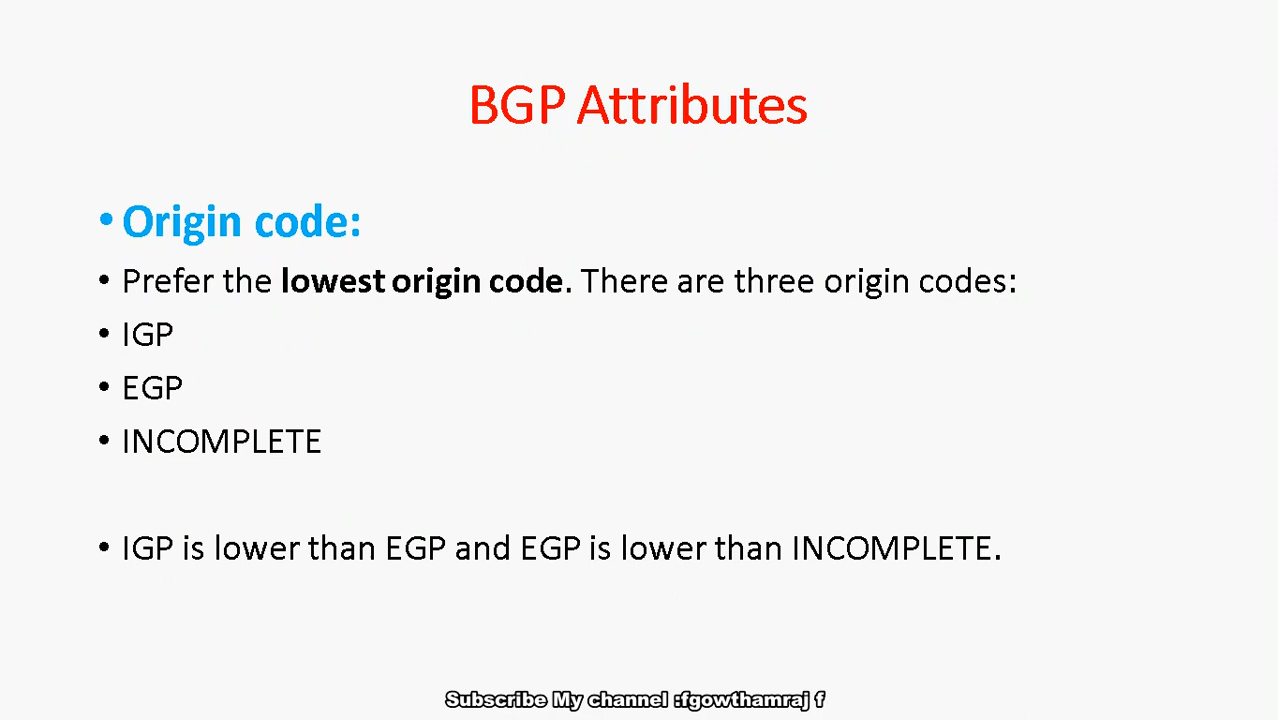 BGP Attributes
• Origin code:
• Prefer the lowest origin code. There are three origin codes:
• IGP
• EGP
• INCOMPLETE
• IGP is lower than EGP and EGP is lower than INCOMPLETE.
Subscribe My channel :fgowthamraj f